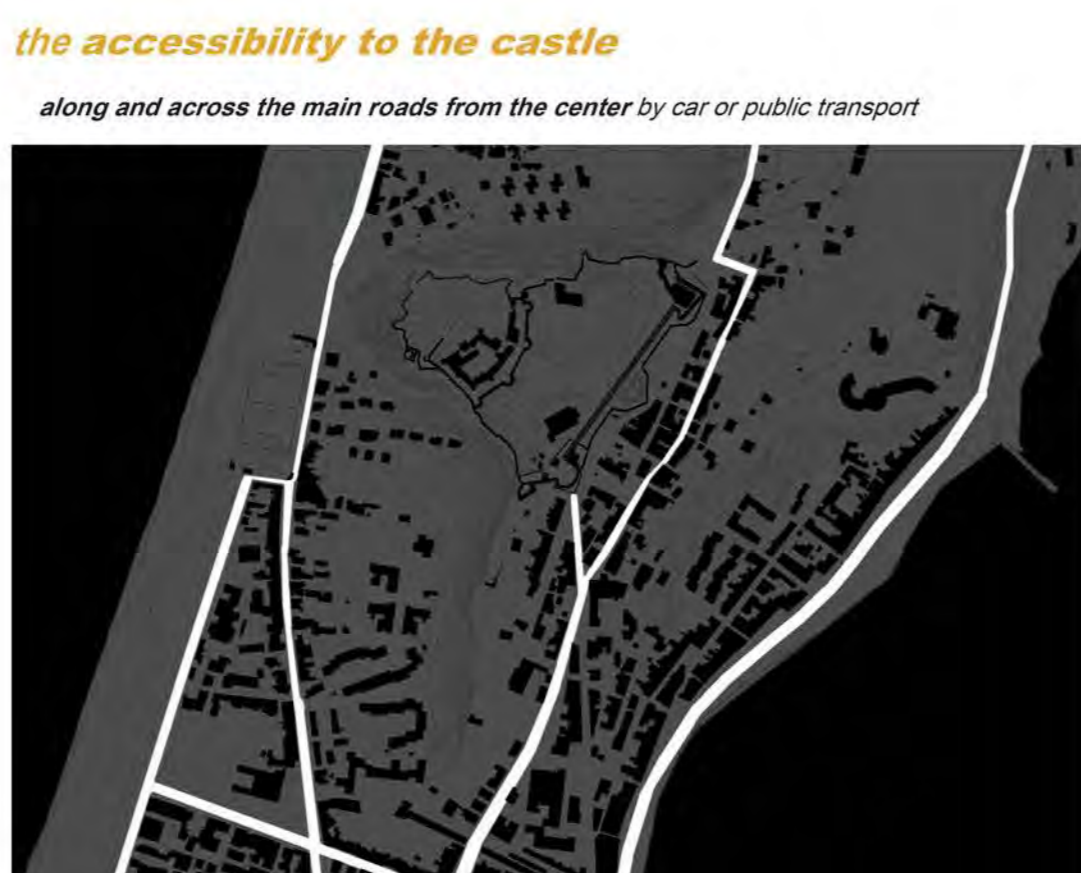 the accessibility to the castle
along and across the main roads from the center by car or public transport